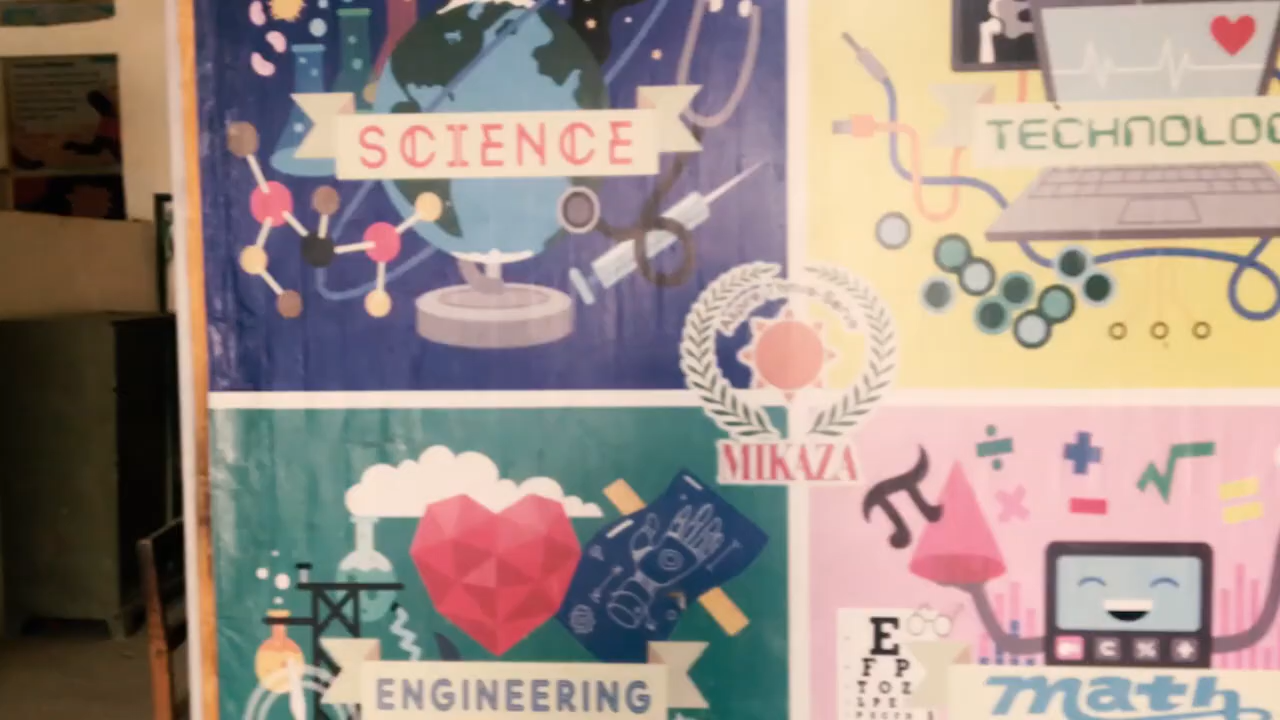 SCIENCE
TECHNOLOG
MIKAZA
ENGINEERING
E
F P
T O Z
L P E
math